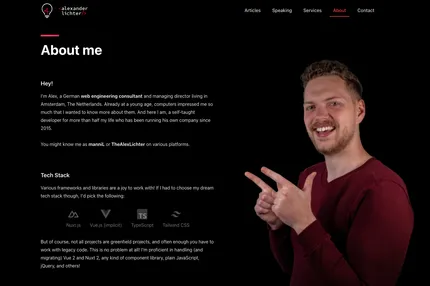 alexander
lichter
Articles Speaking Services About Contact
About me
Hey!
I'm Alex, a German web engineering consultant and managing director living in
Amsterdam, The Netherlands. Already at a young age, computers impressed me so
much that I wanted to know more about them. And here I am, a self-taught
developer for more than half my life who has been running his own company since
2015.
You might know me as manniL or TheAlexLichter on various platforms.
Tech Stack
Various frameworks and libraries are a joy to work with! If I had to choose my dream
tech stack though, I'd pick the following:
TS
Nuxt.js Vue.js (implicit) TypeScript Tailwind CSS
But of course, not all projects are greenfield projects, and often enough you have to
work with legacy code. This is no problem at all! I'm proficient in handling (and
migrating) Vue 2 and Nuxt 2, any kind of component library, plain JavaScript,
jQuery, and others!